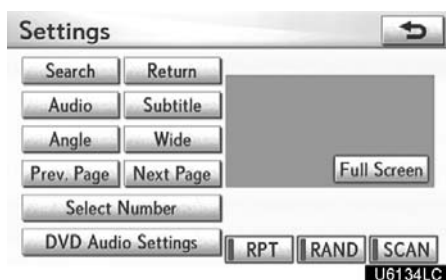 Settings
Search Return
Audio Subtitle
Angle Wide
Prev. Page Next Page Full Screen
Select Number
DVD Audio Settings RPT RAND SCAN
U6134LC